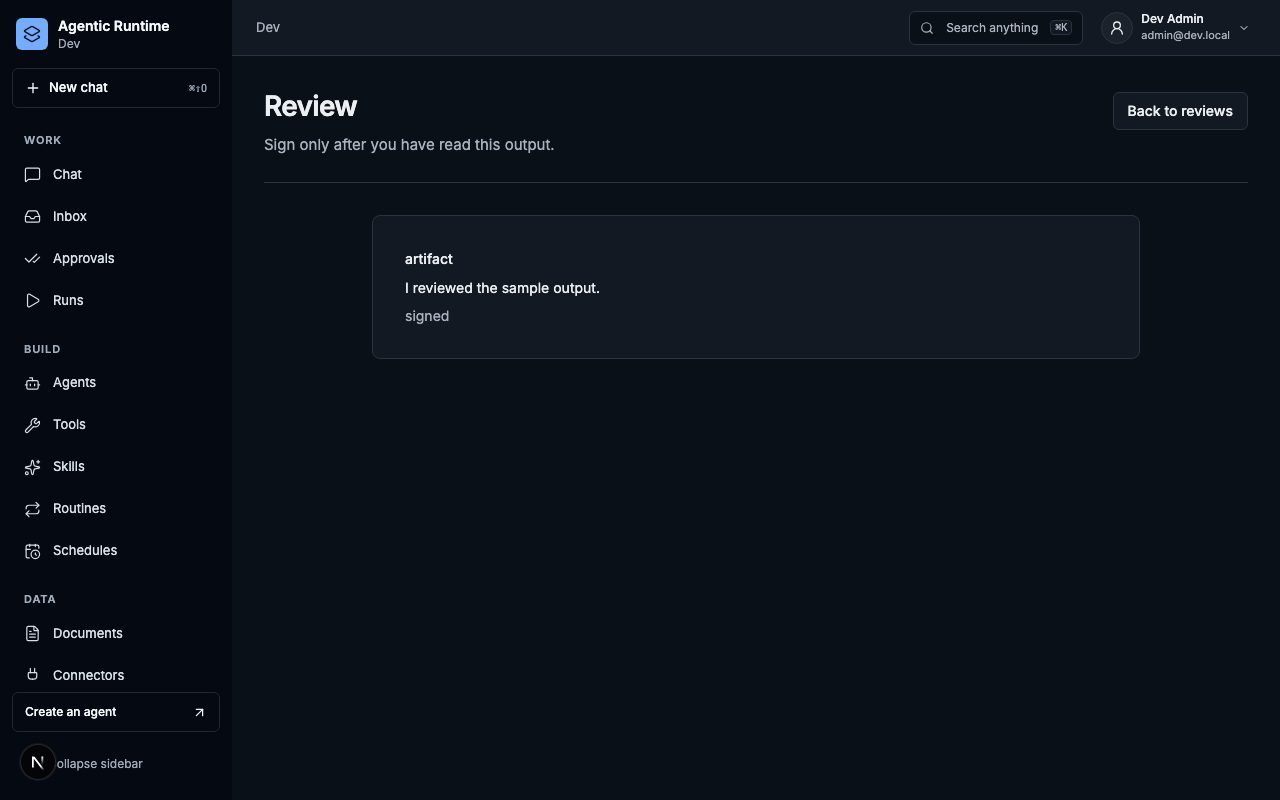 Agentic Runtime
Dev
New chat
⌘⇧O
WORK
Chat
Inbox
Approvals
Runs
BUILD
Agents
Tools
Skills
Routines
Schedules
DATA
Documents
Connectors
Create an agent
N
ollapse sidebar
Dev
Search anything
⌘K
Dev Admin
admin@dev.local
Review
Sign only after you have read this output.
Back to reviews
artifact
I reviewed the sample output.
signed